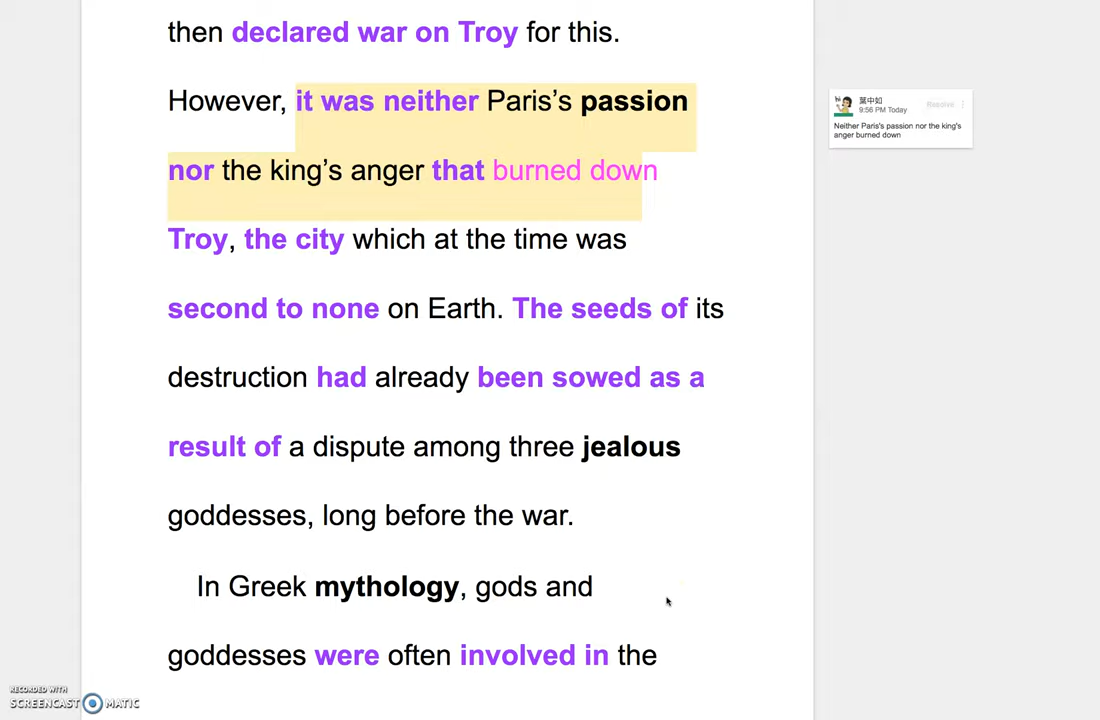 then declared war on Troy for this.
However, it was neither Paris’s passion
nor the king’s anger that burned down
Troy, the city which at the time was
second to none on Earth. The seeds of its
destruction had already been sowed as a
result of a dispute among three jealous
goddesses, long before the war.
In Greek mythology, gods and
goddesses were often involved in the
葉中如
9:56 PM Today
Resolve
Neither Paris's passion nor the king's
anger burned down
RECORDED WITH
SCREENCAST MATIC